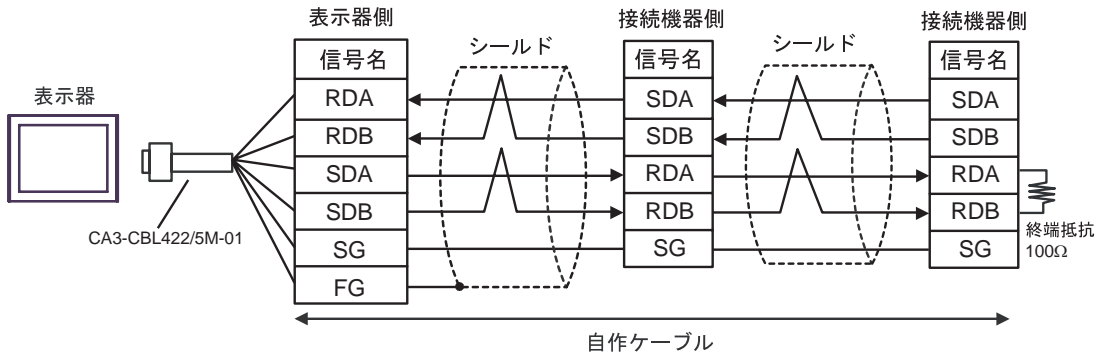 表示器
CA3-CBL422/5M-01
表示器側
信号名
RDA
RDB
SDA
SDB
SG
FG
シールド
接続機器側
信号名
SDA
SDB
RDA
RDB
SG
シールド
接続機器側
信号名
SDA
SDB
RDA
RDB
SG
終端抵抗
100Ω
自作ケーブル